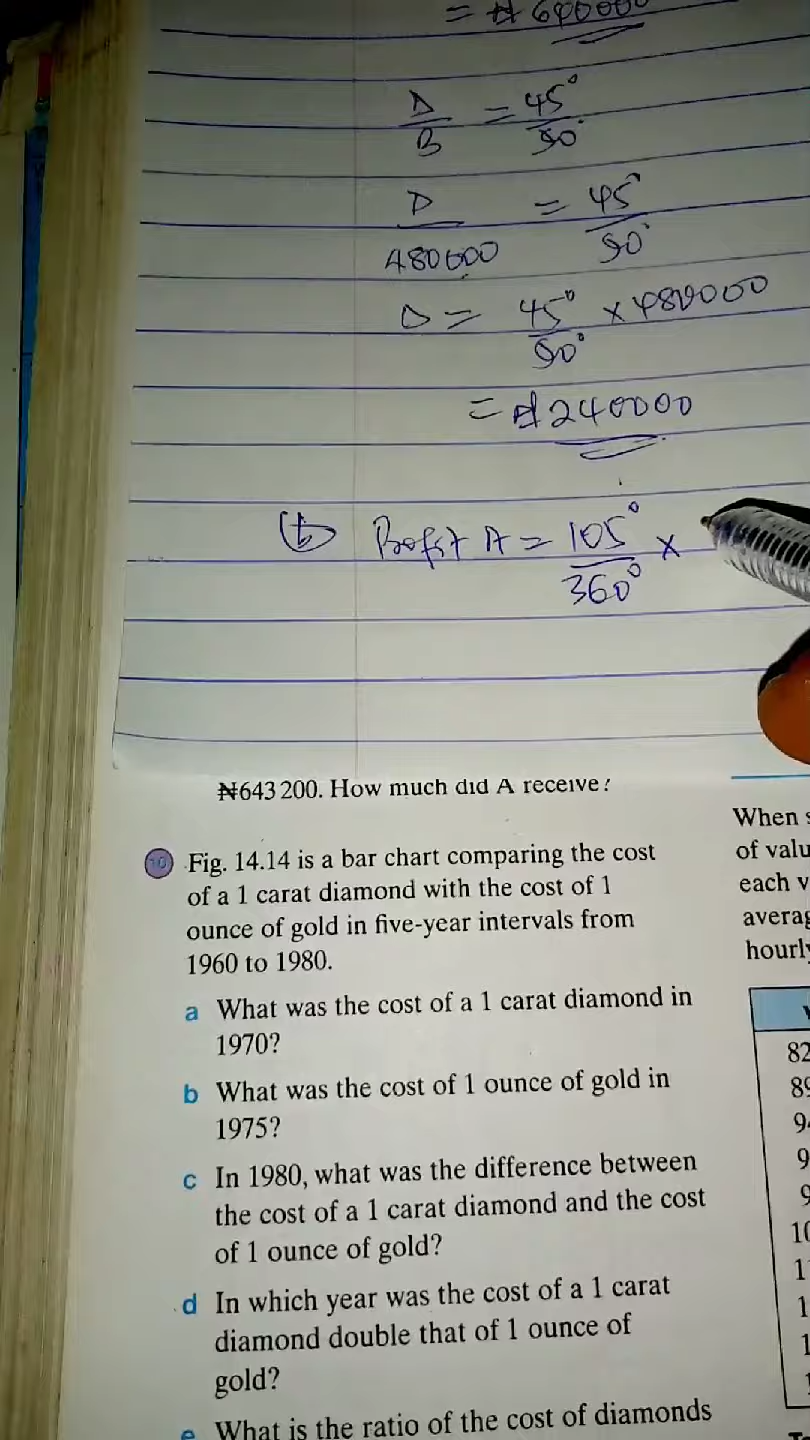 = ₦640000
D/B = 45°/90°
D/480000 = 45°/90°
D = 45°/90° × 480000
= ₦240000
(b) Profit A = 105°/360° ×
₦643 200. How much did A receive?
10 Fig. 14.14 is a bar chart comparing the cost
of a 1 carat diamond with the cost of 1
ounce of gold in five-year intervals from
1960 to 1980.
a What was the cost of a 1 carat diamond in
1970?
b What was the cost of 1 ounce of gold in
1975?
c In 1980, what was the difference between
the cost of a 1 carat diamond and the cost
of 1 ounce of gold?
d In which year was the cost of a 1 carat
diamond double that of 1 ounce of
gold?
e What is the ratio of the cost of diamonds
When
of valu
each v
averag
hourly
82